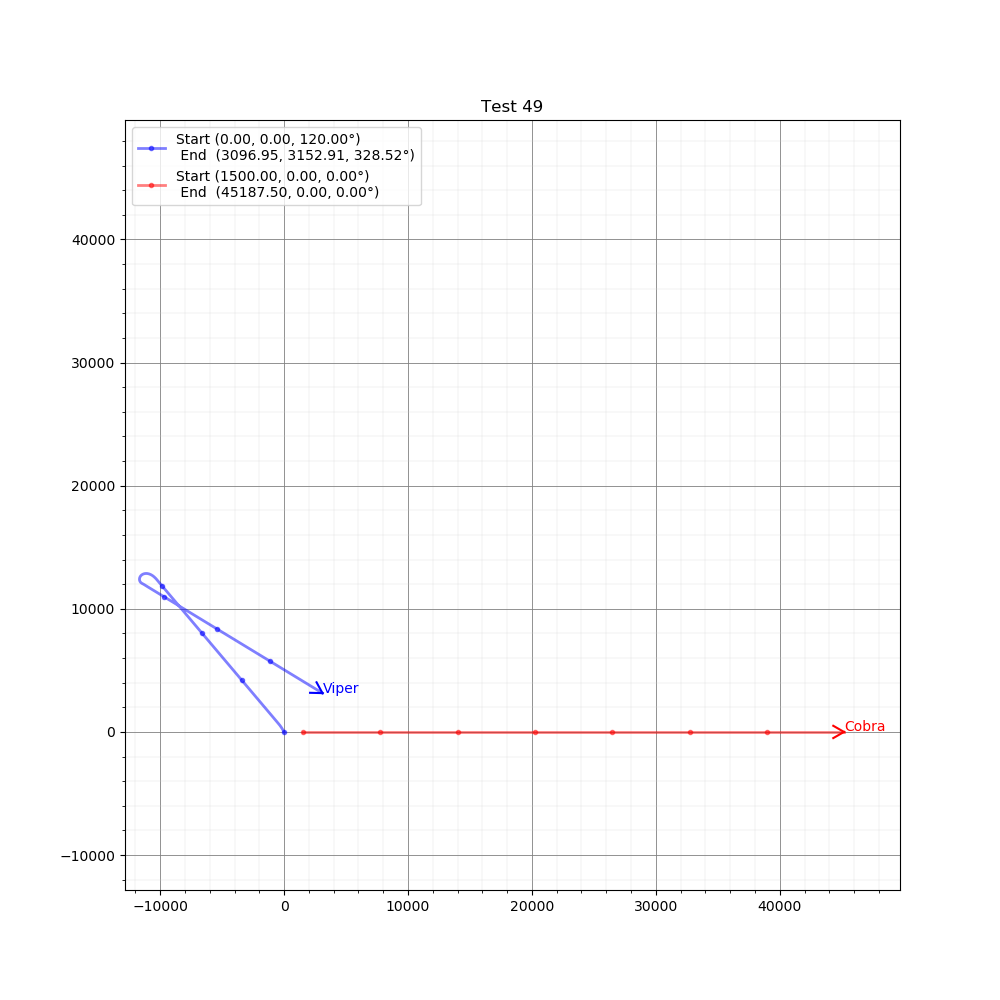 Test 49
Start (0.00, 0.00, 120.00°)
End  (3096.95, 3152.91, 328.52°)
Start (1500.00, 0.00, 0.00°)
End  (45187.50, 0.00, 0.00°)
40000
30000
20000
10000
0
−10000
Viper
Cobra
−10000 0 10000 20000 30000 40000